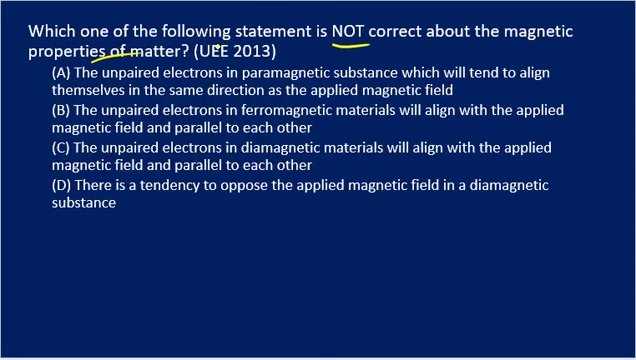 Which one of the following statement is NOT correct about the magnetic
properties of matter? (UEE 2013)
(A) The unpaired electrons in paramagnetic substance which will tend to align
themselves in the same direction as the applied magnetic field
(B) The unpaired electrons in ferromagnetic materials will align with the applied
magnetic field and parallel to each other
(C) The unpaired electrons in diamagnetic materials will align with the applied
magnetic field and parallel to each other
(D) There is a tendency to oppose the applied magnetic field in a diamagnetic
substance